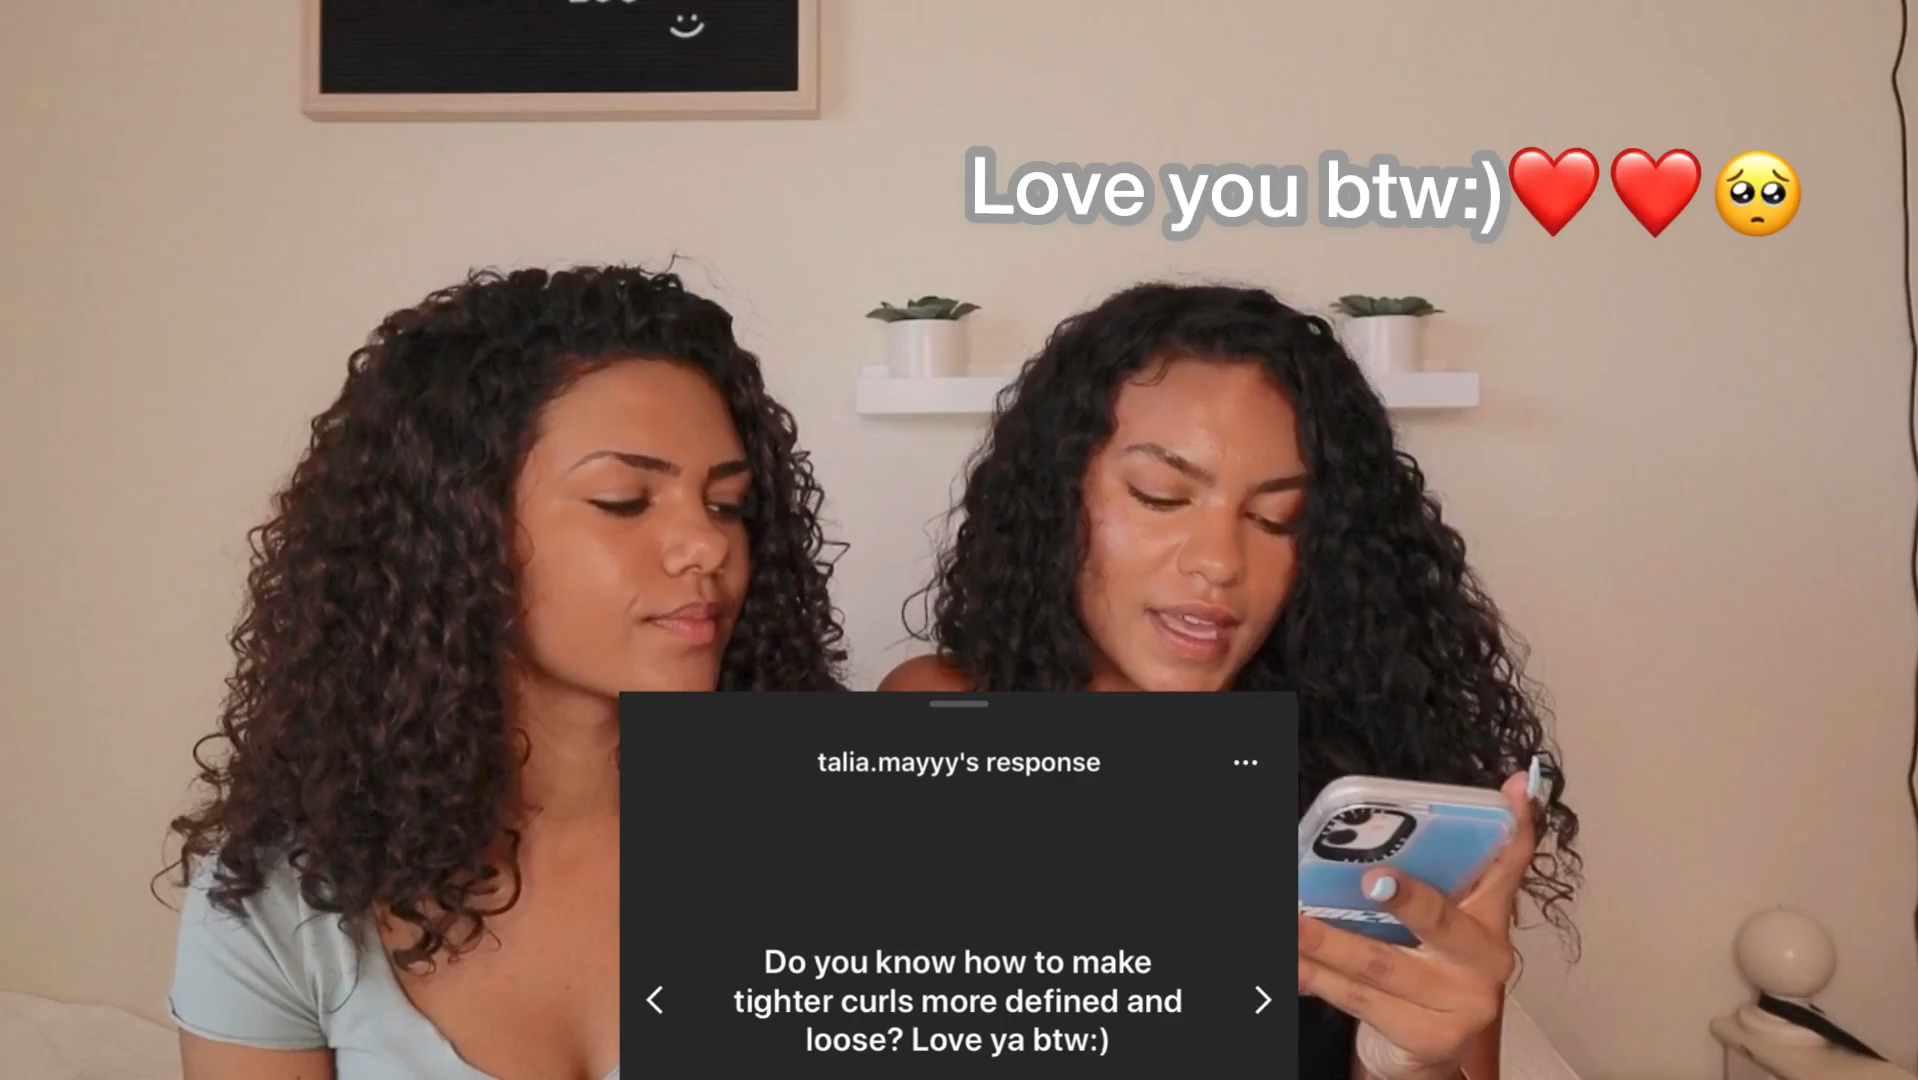 Love you btw:)❤️❤️🥺
talia.mayyy's response
Do you know how to make
tighter curls more defined and
loose? Love ya btw:)